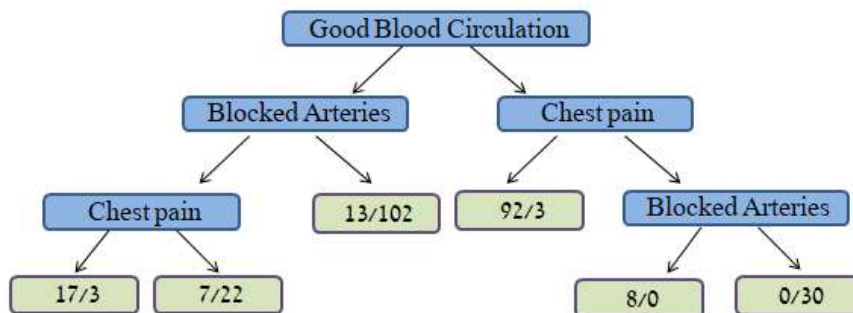 Good Blood Circulation
Blocked Arteries
Chest pain
Chest pain
13/102
92/3
Blocked Arteries
17/3
7/22
8/0
0/30